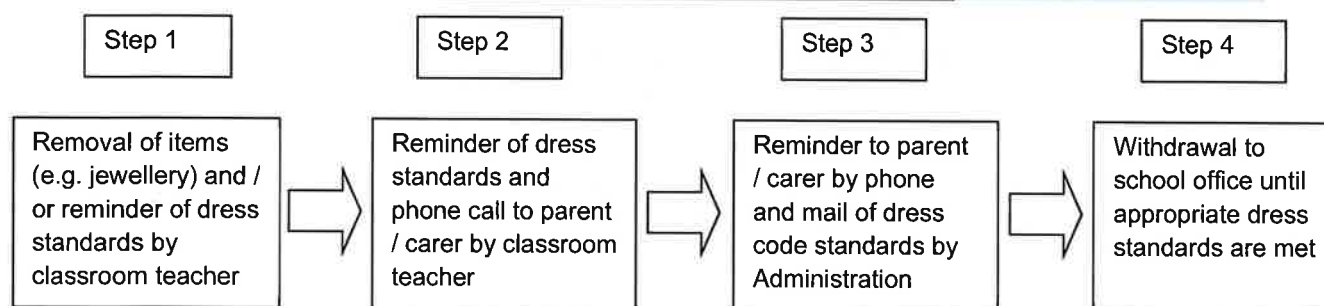 Step 1
Step 2
Step 3
Step 4
Removal of items
(e.g. jewellery) and /
or reminder of dress
standards by
classroom teacher
Reminder of dress
standards and
phone call to parent
/ carer by classroom
teacher
Reminder to parent
/ carer by phone
and mail of dress
code standards by
Administration
Withdrawal to
school office until
appropriate dress
standards are met